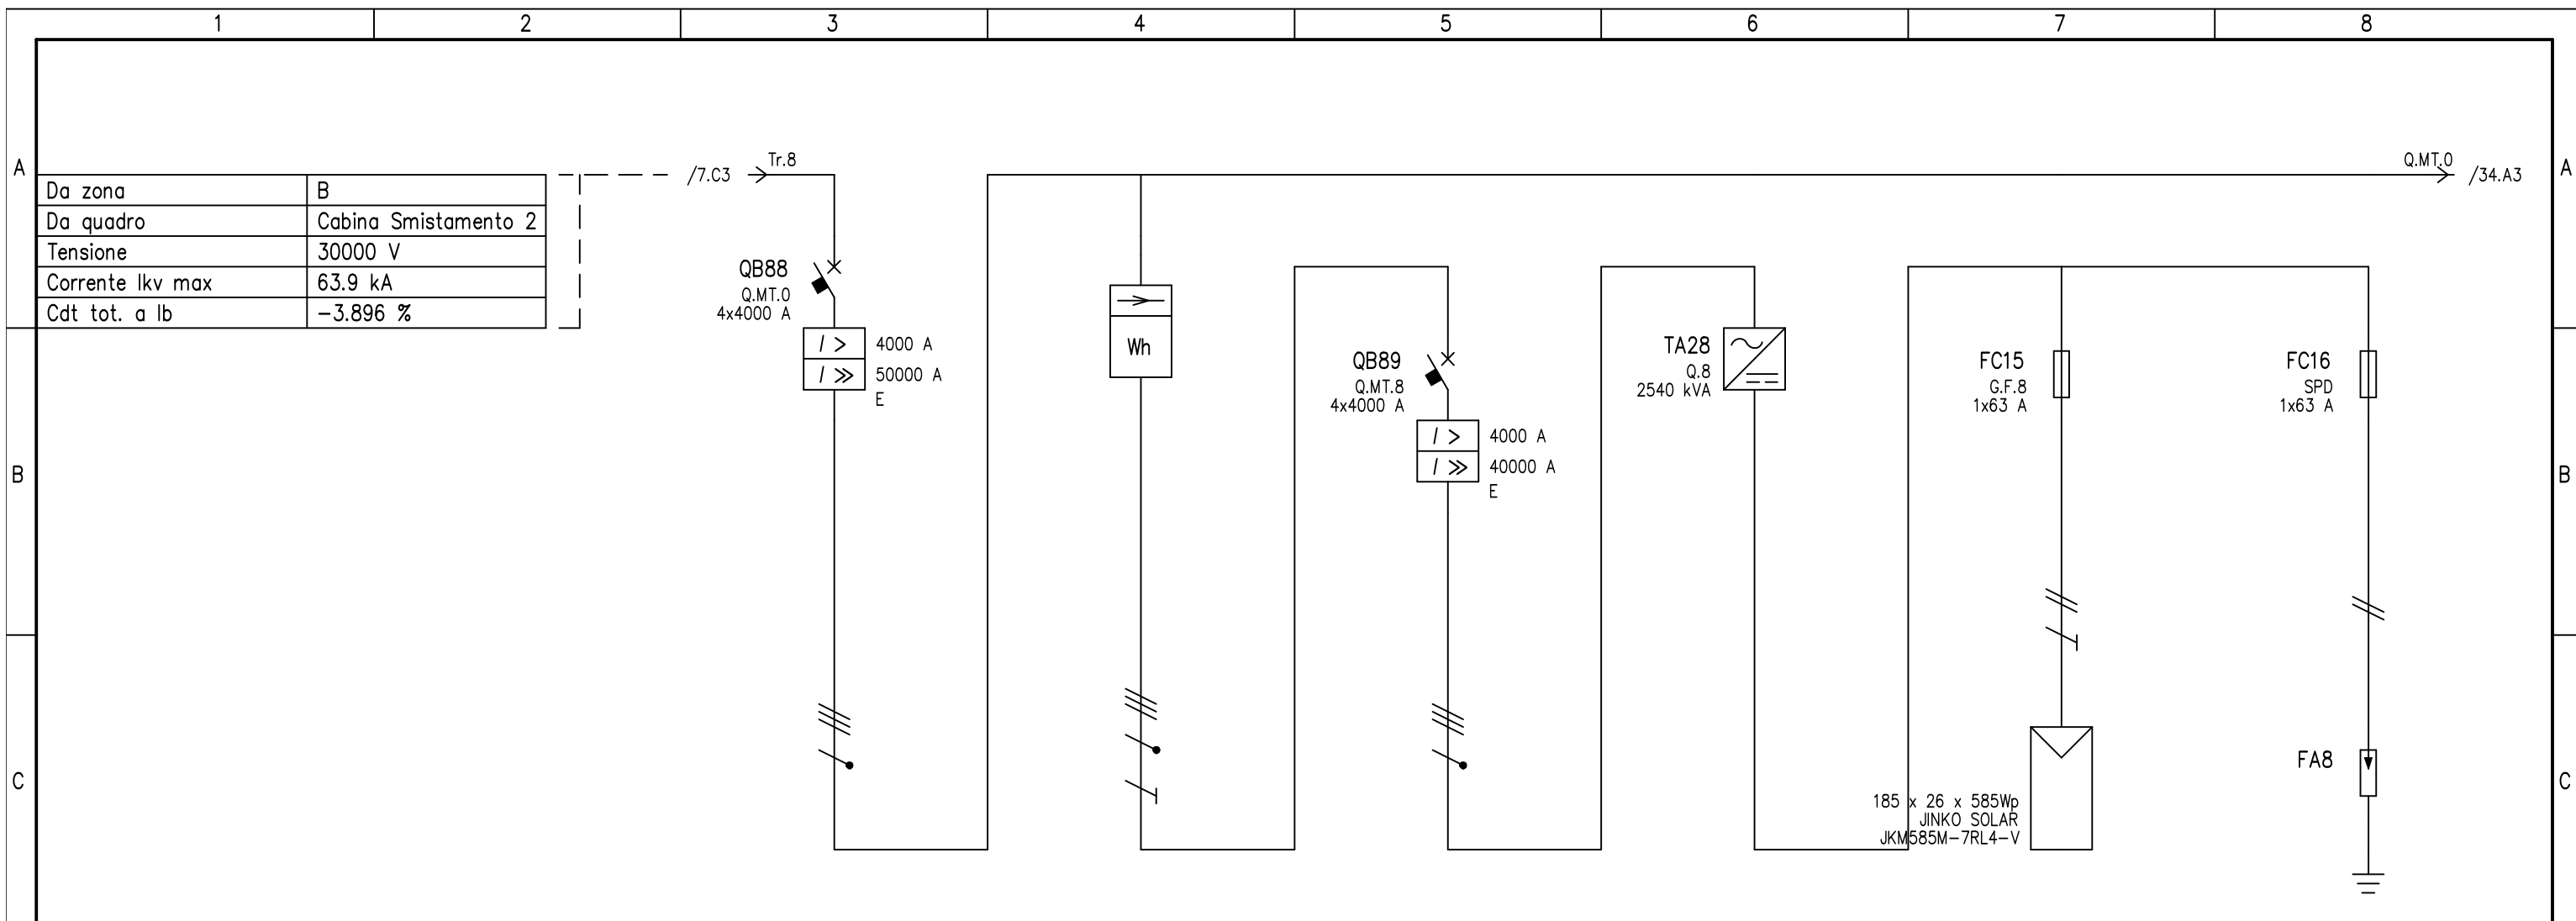 1 2 3 4 5 6 7 8
A A
Da zona B
Da quadro Cabina Smistamento 2
Tensione 30000 V
Corrente Ikv max 63.9 kA
Cdt tot. a Ib -3.896 %
/7.C3
Tr.8
Q.MT.0
/34.A3
QB88
Q.MT.0
4x4000 A
I >
4000 A
I >>
50000 A
E
Wh
QB89
Q.MT.8
4x4000 A
I >
4000 A
I >>
40000 A
E
TA28
Q.8
2540 kVA
FC15
G.F.8
1x63 A
FC16
SPD
1x63 A
B B
185 x 26 x 585Wp
JINKO SOLAR
JKM585M-7RL4-V
FA8
C C